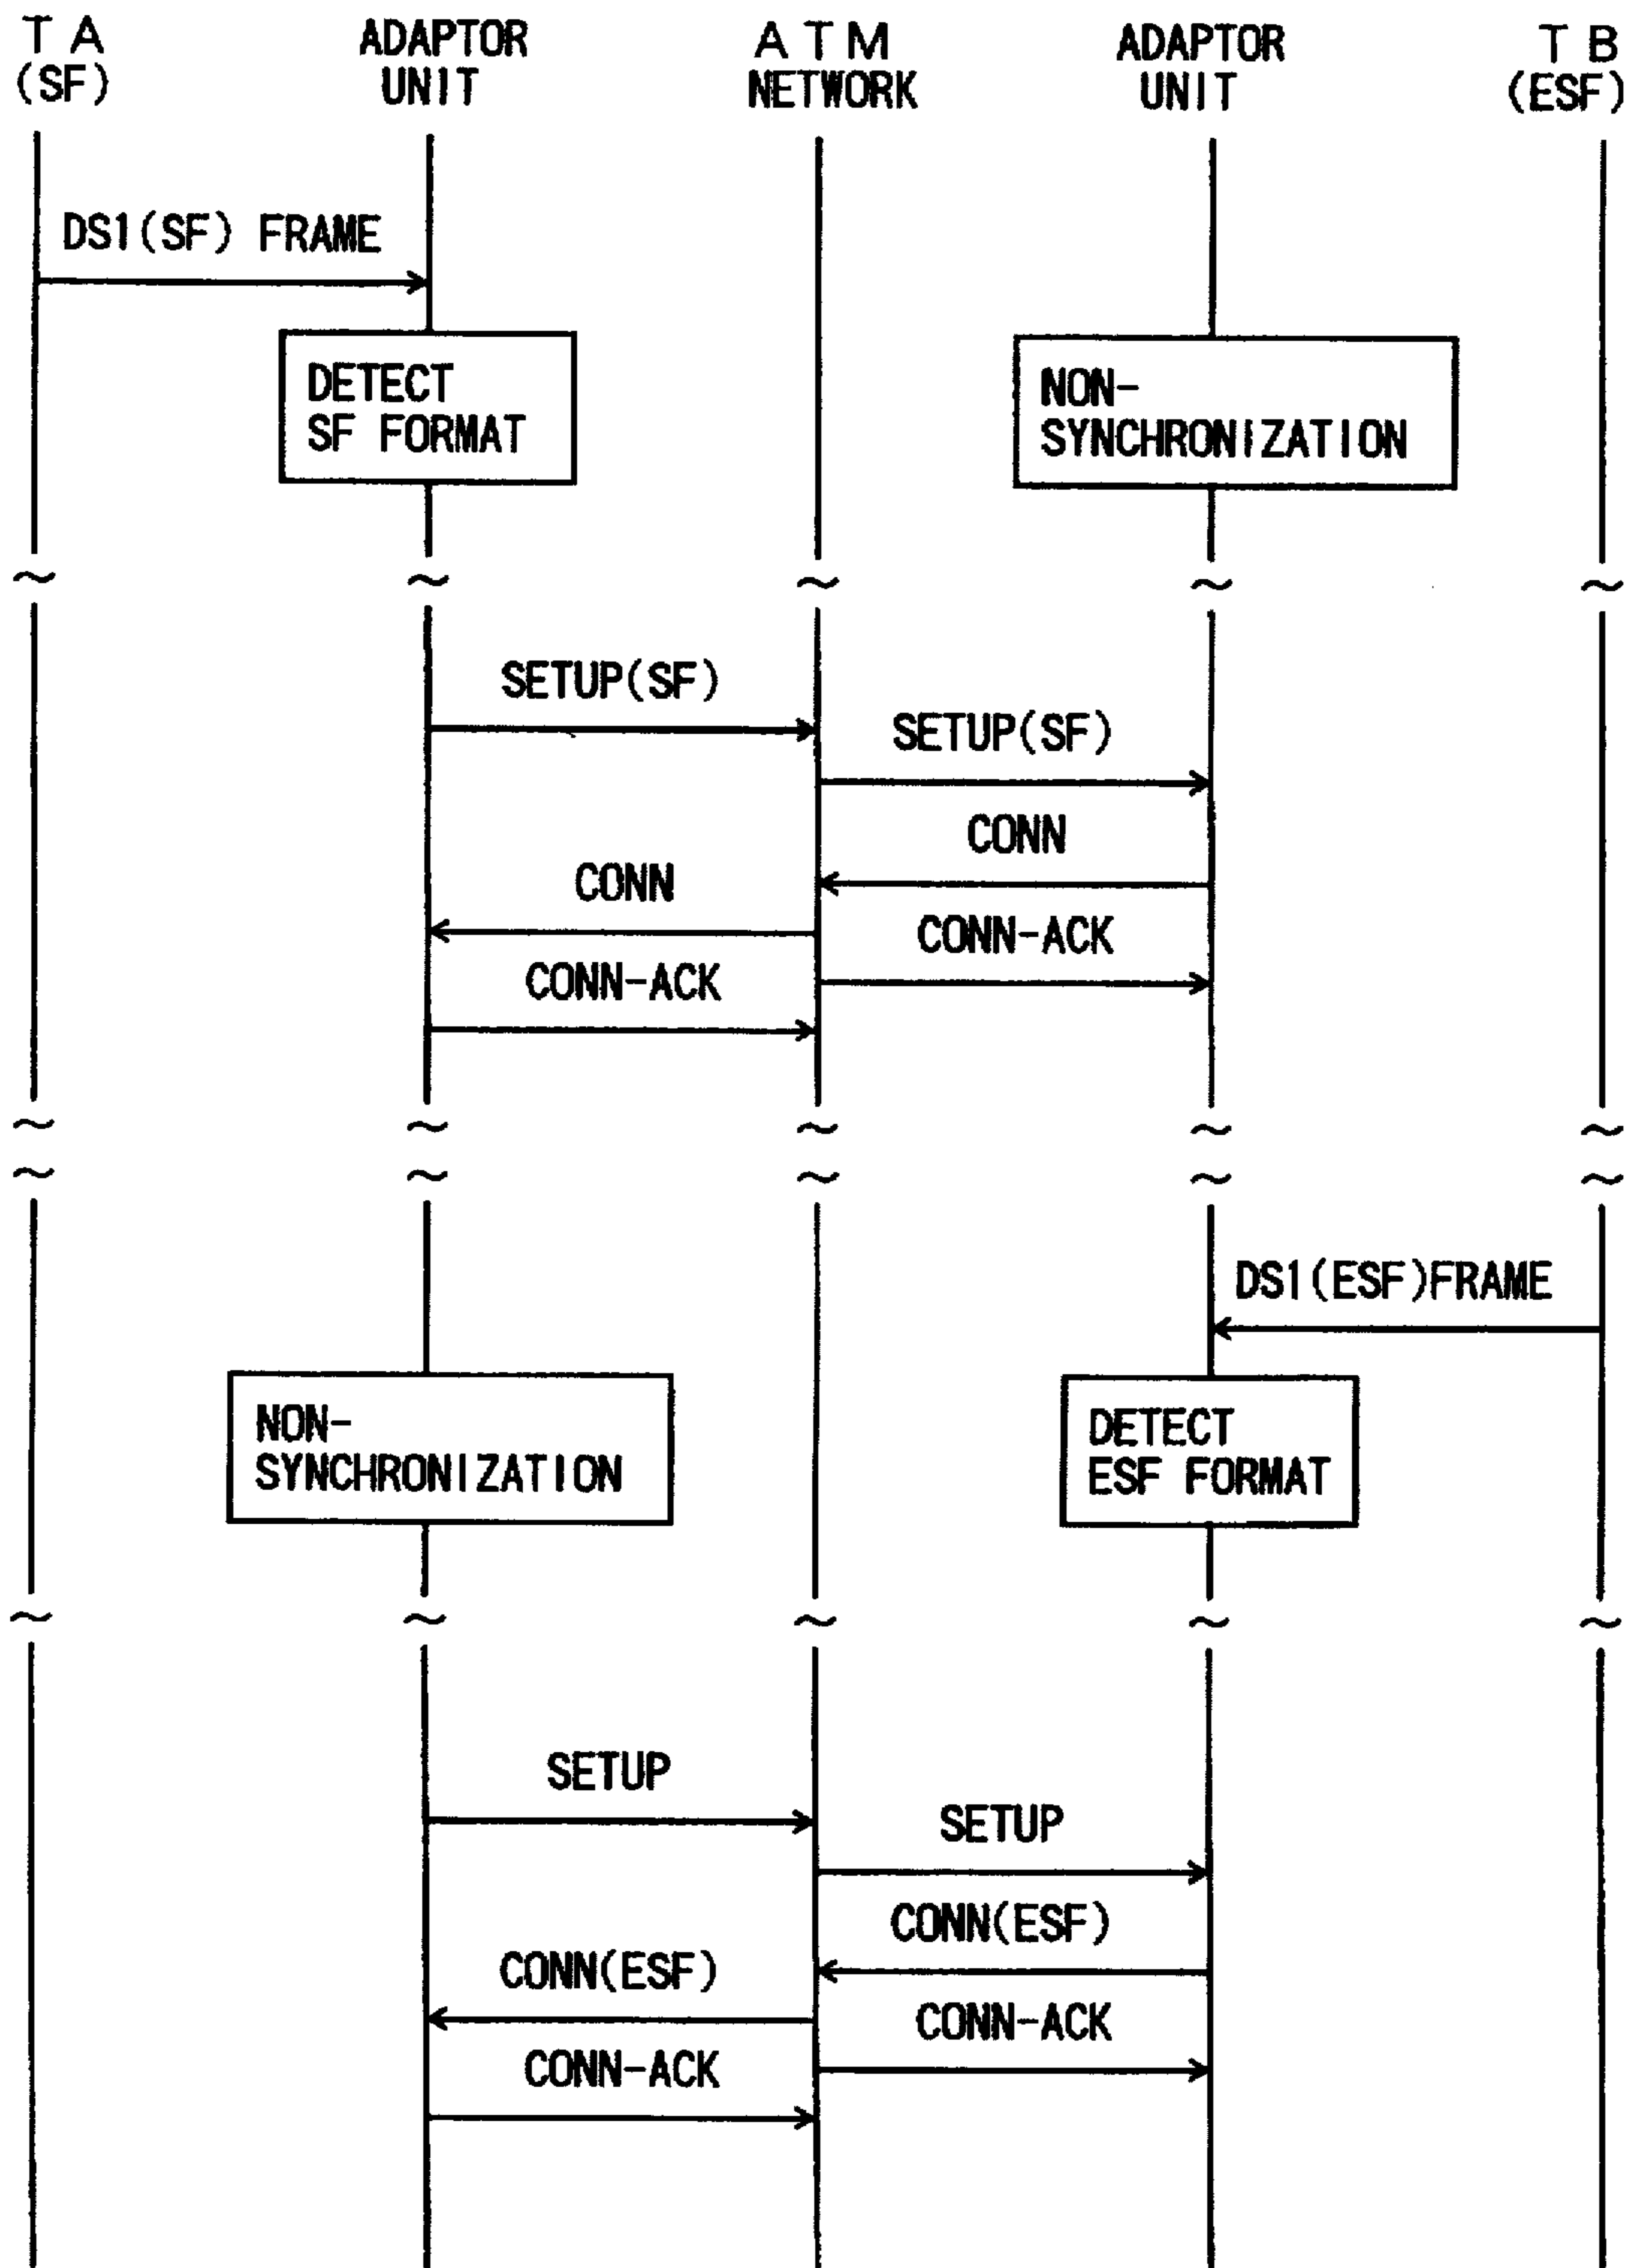 T A
(SF)
ADAPTOR
UNIT
A T M
NETWORK
ADAPTOR
UNIT
T B
(ESF)
DS1(SF) FRAME
DETECT
SF FORMAT
NON-
SYNCHRONIZATION
SETUP(SF)
SETUP(SF)
CONN
CONN
CONN-ACK
CONN-ACK
DS1(ESF)FRAME
NON-
SYNCHRONIZATION
DETECT
ESF FORMAT
SETUP
SETUP
CONN(ESF)
CONN(ESF)
CONN-ACK
CONN-ACK